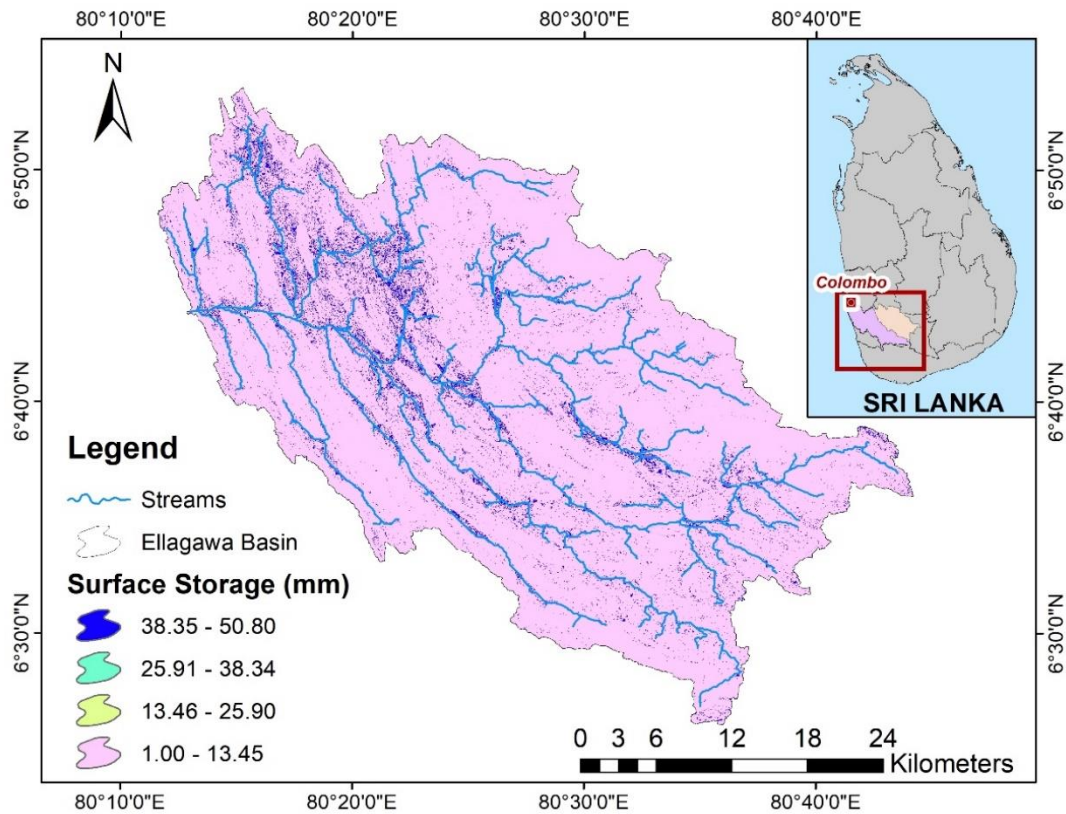 80°10'0"E 80°20'0"E 80°30'0"E 80°40'0"E
N
6°50'0"N 6°50'0"N
Colombo
SRI LANKA
6°40'0"N 6°40'0"N
Legend
Streams
Ellagawa Basin
Surface Storage (mm)
38.35 - 50.80
25.91 - 38.34
13.46 - 25.90
1.00 - 13.45
6°30'0"N 6°30'0"N
0 3 6 12 18 24
Kilometers
80°10'0"E 80°20'0"E 80°30'0"E 80°40'0"E